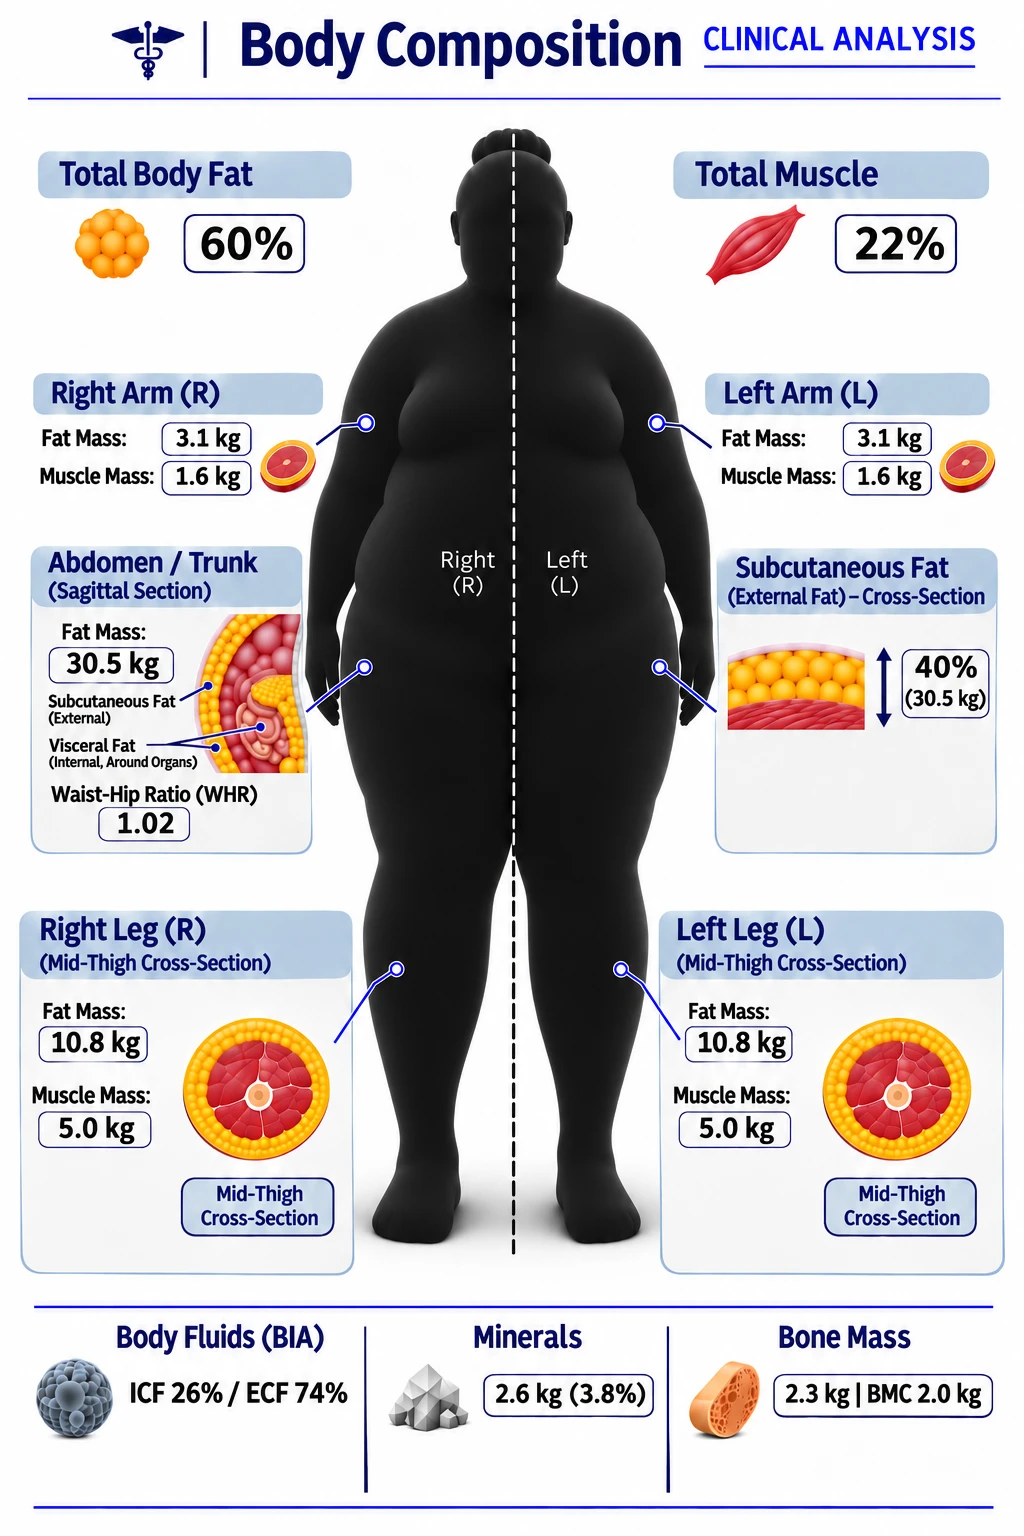 Body Composition
CLINICAL ANALYSIS
Total Body Fat
60%
Total Muscle
22%
Right Arm (R)
Fat Mass: 3.1 kg
Muscle Mass: 1.6 kg
Left Arm (L)
Fat Mass: 3.1 kg
Muscle Mass: 1.6 kg
Right
(R)
Left
(L)
Abdomen / Trunk
(Sagittal Section)
Fat Mass:
30.5 kg
Subcutaneous Fat
(External)
Visceral Fat
(Internal, Around Organs)
Waist-Hip Ratio (WHR)
1.02
Subcutaneous Fat
(External Fat) – Cross-Section
40%
(30.5 kg)
Right Leg (R)
(Mid-Thigh Cross-Section)
Fat Mass:
10.8 kg
Muscle Mass:
5.0 kg
Mid-Thigh
Cross-Section
Left Leg (L)
(Mid-Thigh Cross-Section)
Fat Mass:
10.8 kg
Muscle Mass:
5.0 kg
Mid-Thigh
Cross-Section
Body Fluids (BIA)
ICF 26% / ECF 74%
Minerals
2.6 kg (3.8%)
Bone Mass
2.3 kg | BMC 2.0 kg